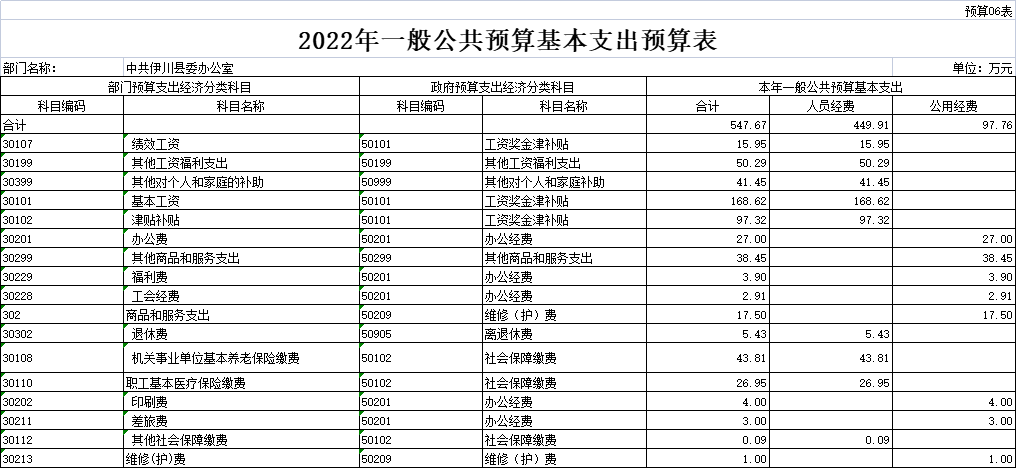 预算06表
2022年一般公共预算基本支出预算表
部门名称： 中共伊川县委办公室 单位：万元
部门预算支出经济分类科目 政府预算支出经济分类科目 本年一般公共预算基本支出
科目编码 科目名称 科目编码 科目名称 合计 人员经费 公用经费
合计 547.67 449.91 97.76
30107 绩效工资 50101 工资奖金津补贴 15.95 15.95
30199 其他工资福利支出 50199 其他工资福利支出 50.29 50.29
30399 其他对个人和家庭的补助 50999 其他对个人和家庭补助 41.45 41.45
30101 基本工资 50101 工资奖金津补贴 168.62 168.62
30102 津贴补贴 50101 工资奖金津补贴 97.32 97.32
30201 办公费 50201 办公经费 27.00 27.00
30299 其他商品和服务支出 50299 其他商品和服务支出 38.45 38.45
30229 福利费 50201 办公经费 3.90 3.90
30228 工会经费 50201 办公经费 2.91 2.91
302 商品和服务支出 50209 维修（护）费 17.50 17.50
30302 退休费 50905 离退休费 5.43 5.43
30108 机关事业单位基本养老保险缴费 50102 社会保障缴费 43.81 43.81
30110 职工基本医疗保险缴费 50102 社会保障缴费 26.95 26.95
30202 印刷费 50201 办公经费 4.00 4.00
30211 差旅费 50201 办公经费 3.00 3.00
30112 其他社会保障缴费 50102 社会保障缴费 0.09 0.09
30213 维修(护)费 50209 维修（护）费 1.00 1.00